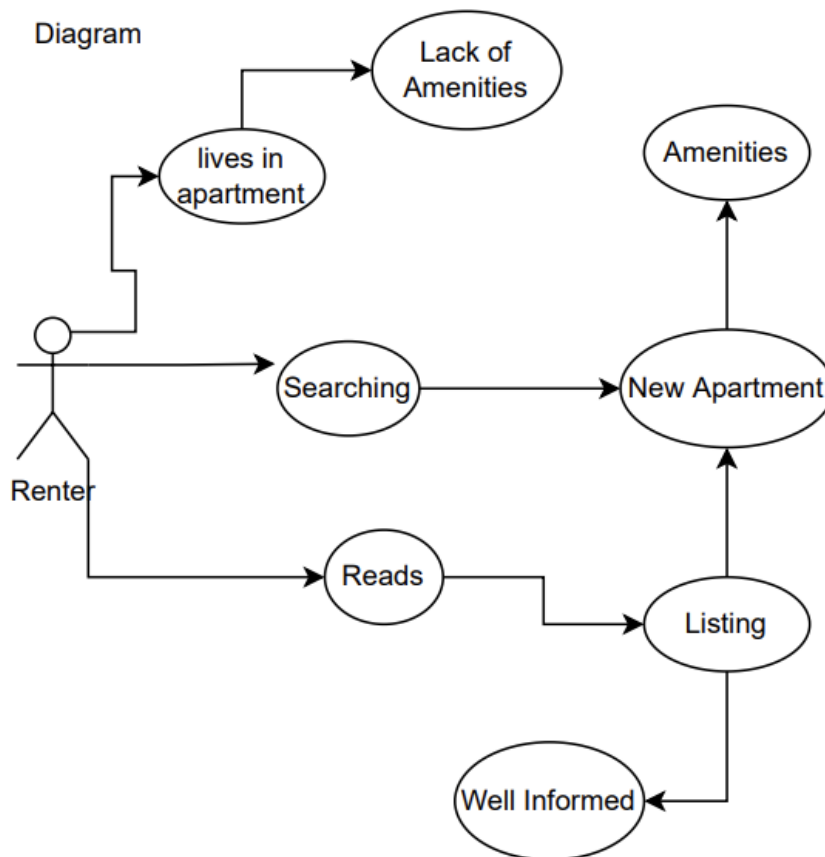 Diagram
Lack of
Amenities
lives in
apartment
Amenities
Searching
New Apartment
Renter
Reads
Listing
Well Informed